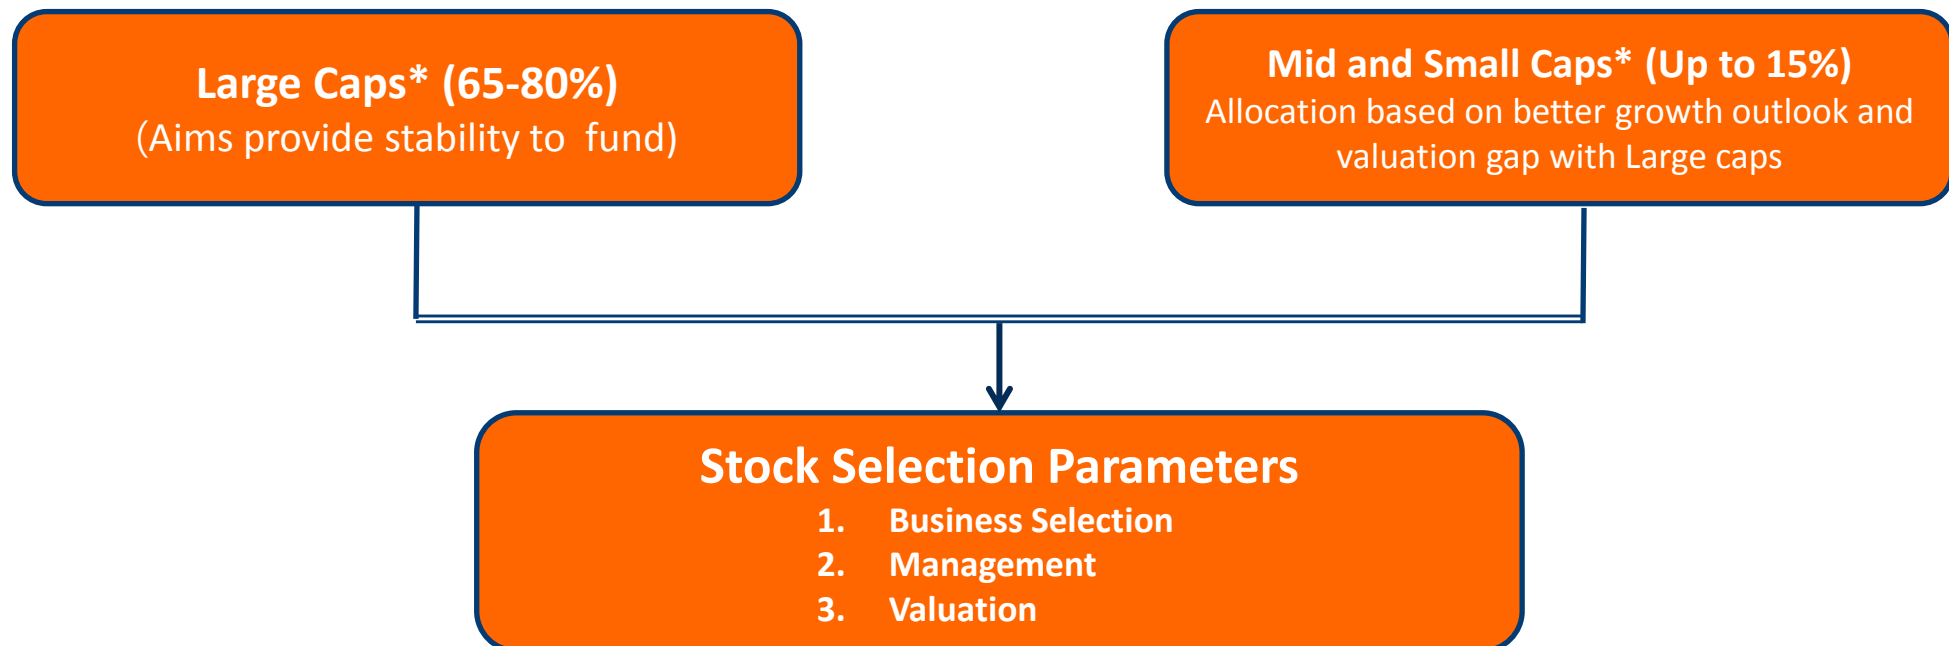 Large Caps* (65-80%)
(Aims provide stability to  fund)
Mid and Small Caps* (Up to 15%)
Allocation based on better growth outlook and
valuation gap with Large caps
Stock Selection Parameters
1. Business Selection
2. Management
3. Valuation